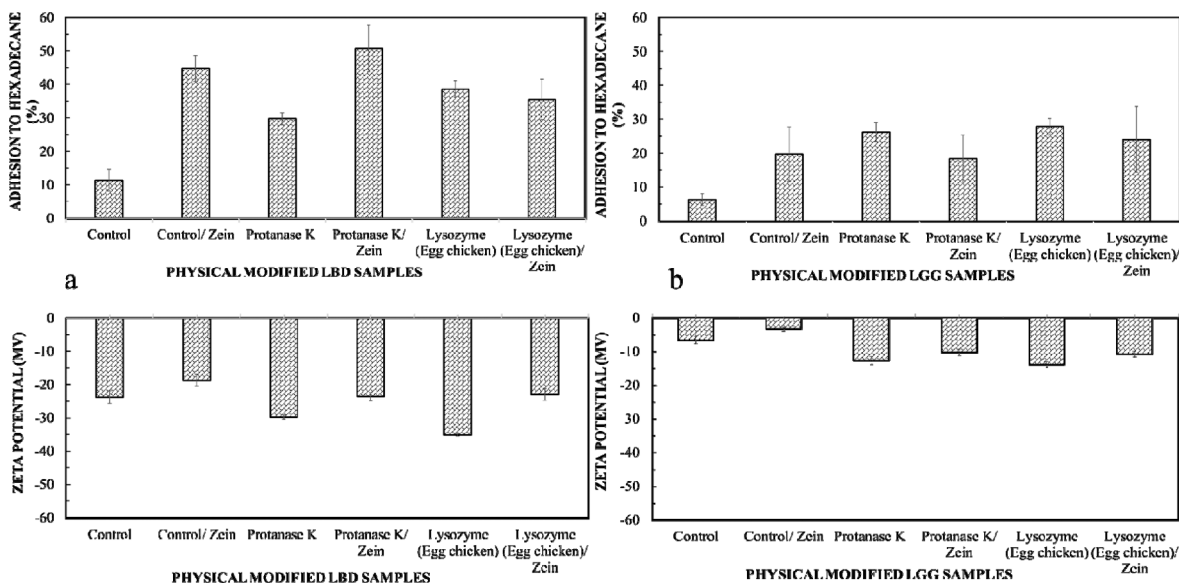 ADHESION TO HEXADECANE
(%)
60
50
40
30
20
10
0
Control
Control/ Zein
Protanase K
Protanase K/
Zein
Lysozyme
(Egg chicken)
Lysozyme
(Egg chicken)/
Zein
PHYSICAL MODIFIED LBD SAMPLES
a
ADHESION TO HEXADECANE
(%)
60
50
40
30
20
10
0
Control
Control/ Zein
Protanase K
Protanase K/
Zein
Lysozyme
(Egg chicken)
Lysozyme
(Egg chicken)/
Zein
PHYSICAL MODIFIED LGG SAMPLES
b
ZETA POTENTIAL (MV)
0
-10
-20
-30
-40
-50
-60
Control
Control/ Zein
Protanase K
Protanase K/
Zein
Lysozyme
(Egg chicken)
Lysozyme
(Egg chicken)/
Zein
PHYSICAL MODIFIED LBD SAMPLES
ZETA POTENTIAL (MV)
0
-10
-20
-30
-40
-50
-60
Control
Control/ Zein
Protanase K
Protanase K/
Zein
Lysozyme
(Egg chicken)
Lysozyme
(Egg chicken)/
Zein
PHYSICAL MODIFIED LGG SAMPLES